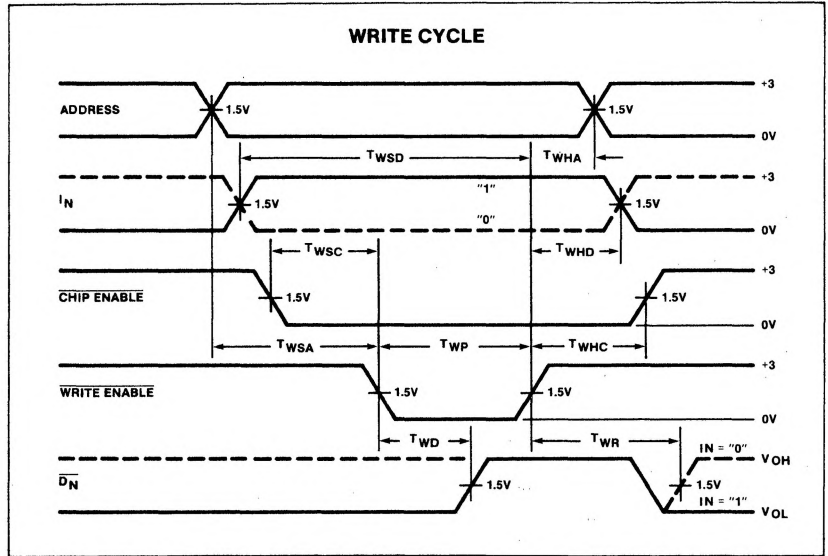 WRITE CYCLE
ADDRESS
1.5V
1.5V
+3
0V
TWSD
TWHA
IN
1.5V
"1"
"0"
1.5V
+3
0V
TWSC
TWHD
CHIP ENABLE
1.5V
1.5V
+3
0V
TWSA
TWP
TWHC
WRITE ENABLE
1.5V
1.5V
+3
0V
TWD
TWR
DN
1.5V
1.5V
IN = "0"
VOH
IN = "1"
VOL